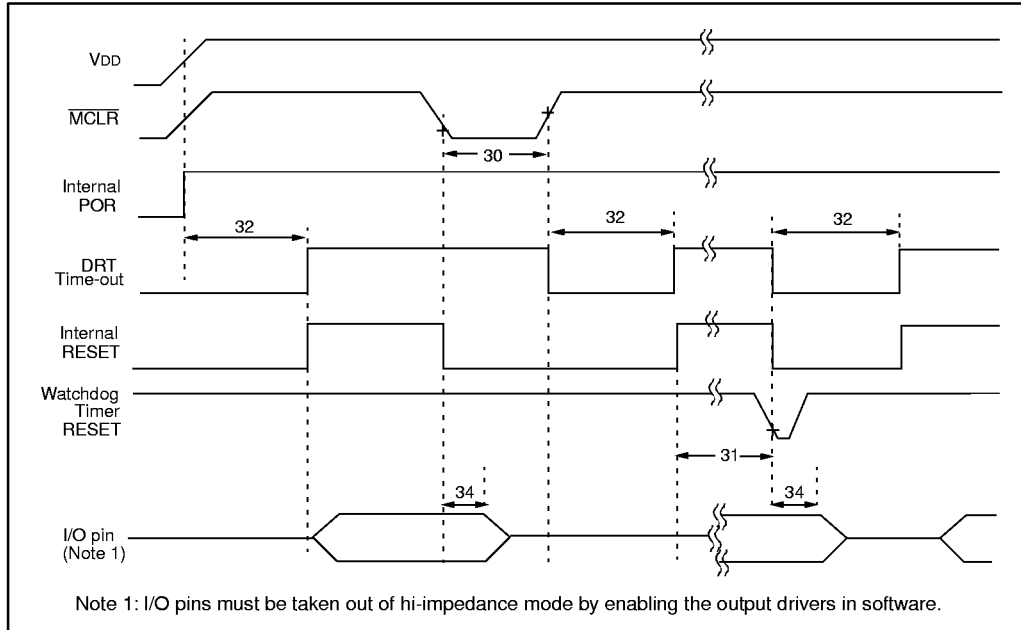 VDD
MCLR
30
Internal
POR
32
32
32
DRT
Time-out
Internal
RESET
Watchdog
Timer
RESET
31
34
34
I/O pin
(Note 1)
Note 1: I/O pins must be taken out of hi-impedance mode by enabling the output drivers in software.